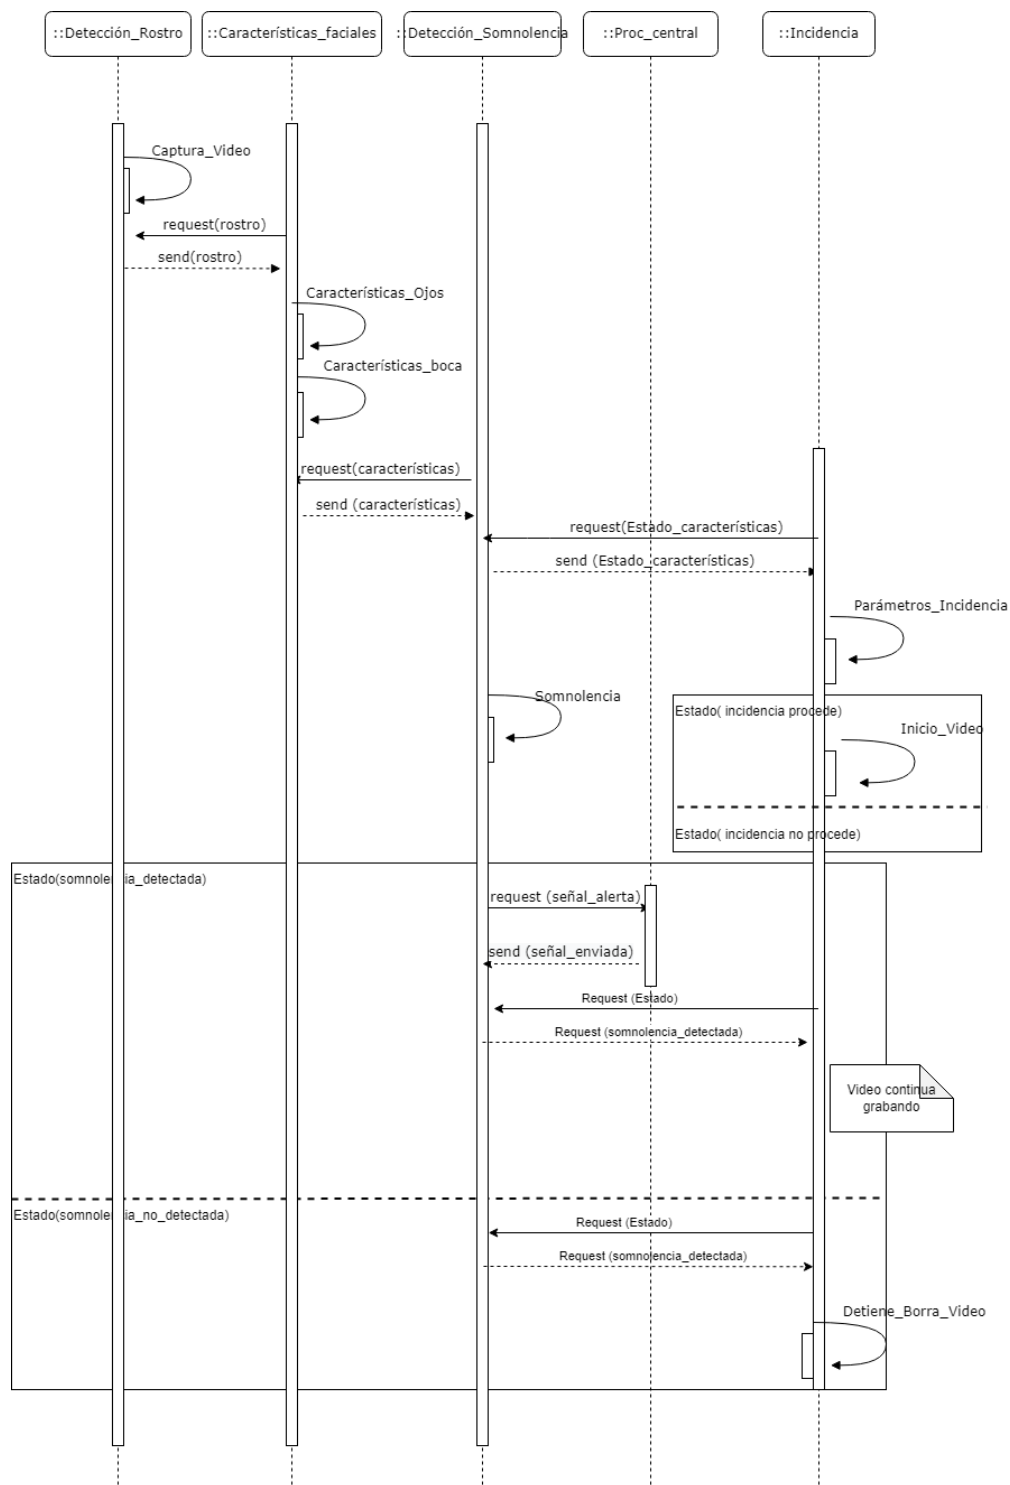 ::Detección_Rostro
::Características_faciales
::Detección_Somnolencia
::Proc_central
::Incidencia
Captura_Video
request(rostro)
send(rostro)
Características_Ojos
Características_boca
request(características)
send (características)
request(Estado_características)
send (Estado_características)
Parámetros_Incidencia
Somnolencia
Estado( incidencia procede)
Inicio_Video
Estado( incidencia no procede)
Estado(somnolencia_detectada)
request (señal_alerta)
send (señal_enviada)
Request (Estado)
Request (somnolencia_detectada)
Video continua
grabando
Estado(somnolencia_no_detectada)
Request (Estado)
Request (somnolencia_detectada)
Detiene_Borra_Video